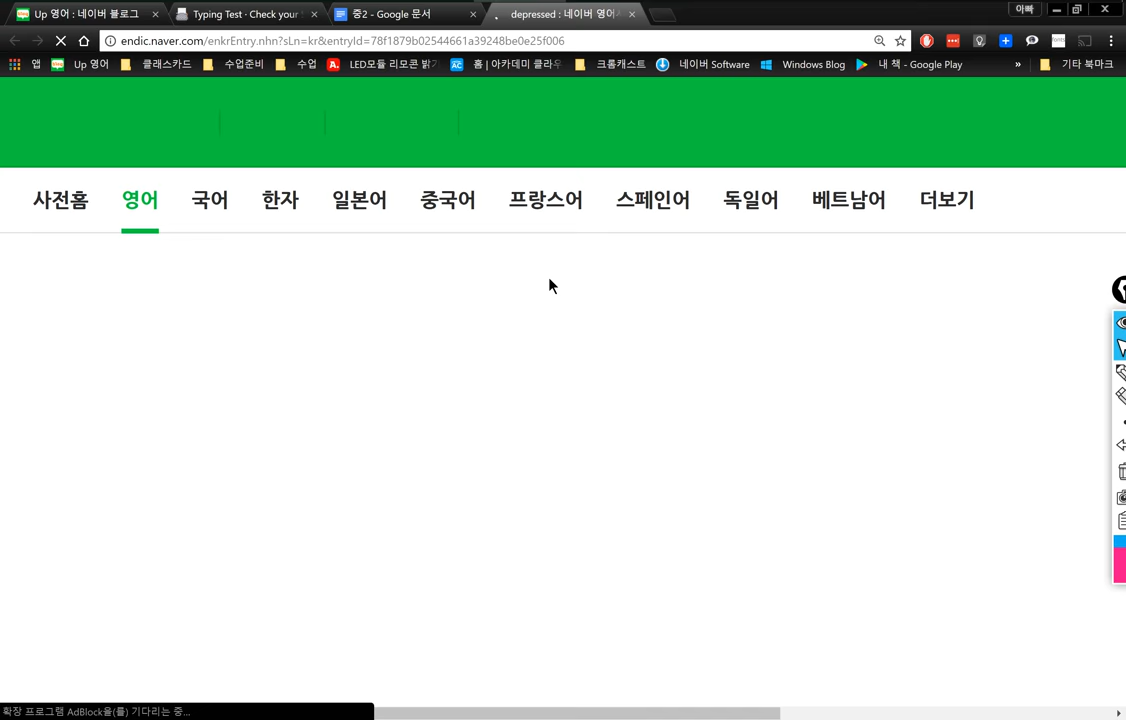 Up 영어 : 네이버 블로그
Typing Test · Check your
중2 - Google 문서
depressed : 네이버 영어
아빠
endic.naver.com/enkrEntry.nhn?sLn=kr&entryId=78f1879b02544661a39248be0e25f006
앱 Up 영어 클래스카드 수업준비 수업 LED모듈 리모콘 밝기 홈 | 아카데미 클라우 크롬캐스트 네이버 Software Windows Blog 내 책 - Google Play » 기타 북마크
사전홈 영어 국어 한자 일본어 중국어 프랑스어 스페인어 독일어 베트남어 더보기
확장 프로그램 AdBlock을(를) 기다리는 중...